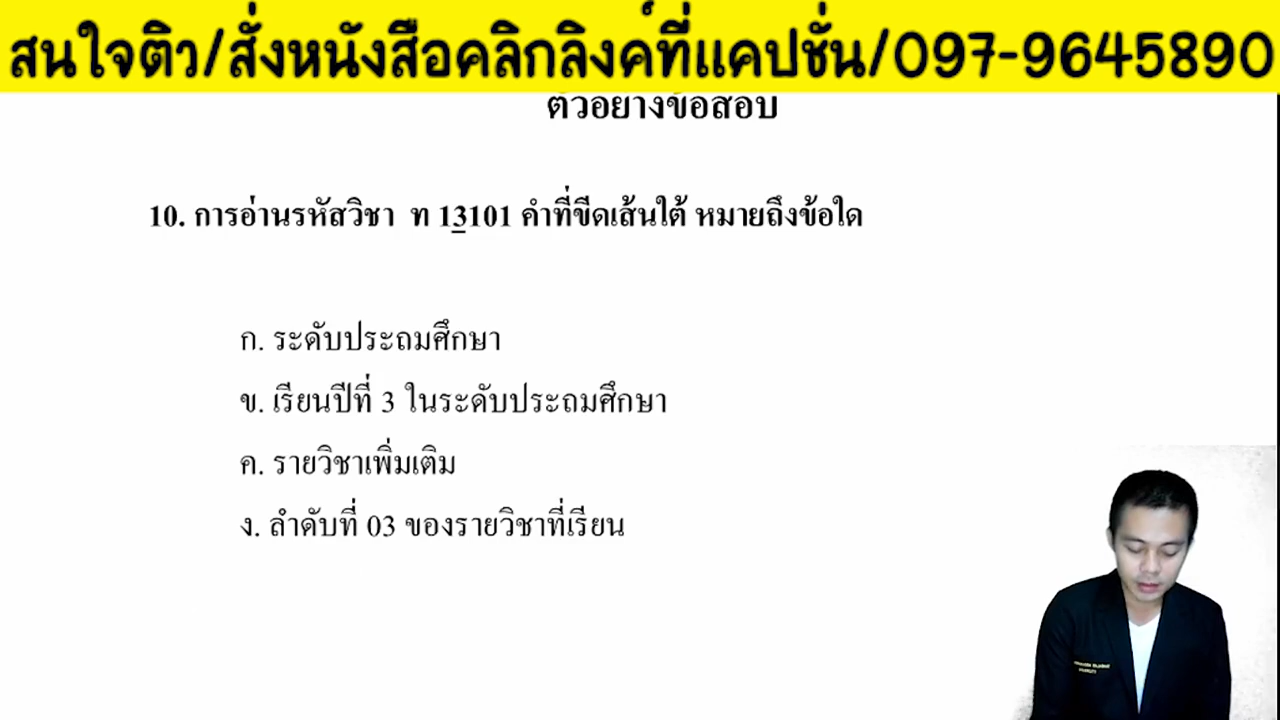 สนใจติว/สั่งหนังสือคลิกลิงค์ที่แคปชั่น/097-9645890
ตัวอย่างข้อสอบ
10. การอ่านรหัสวิชา ท 13101 คำที่ขีดเส้นใต้ หมายถึงข้อใด
ก. ระดับประถมศึกษา
ข. เรียนปีที่ 3 ในระดับประถมศึกษา
ค. รายวิชาเพิ่มเติม
ง. ลำดับที่ 03 ของรายวิชาที่เรียน